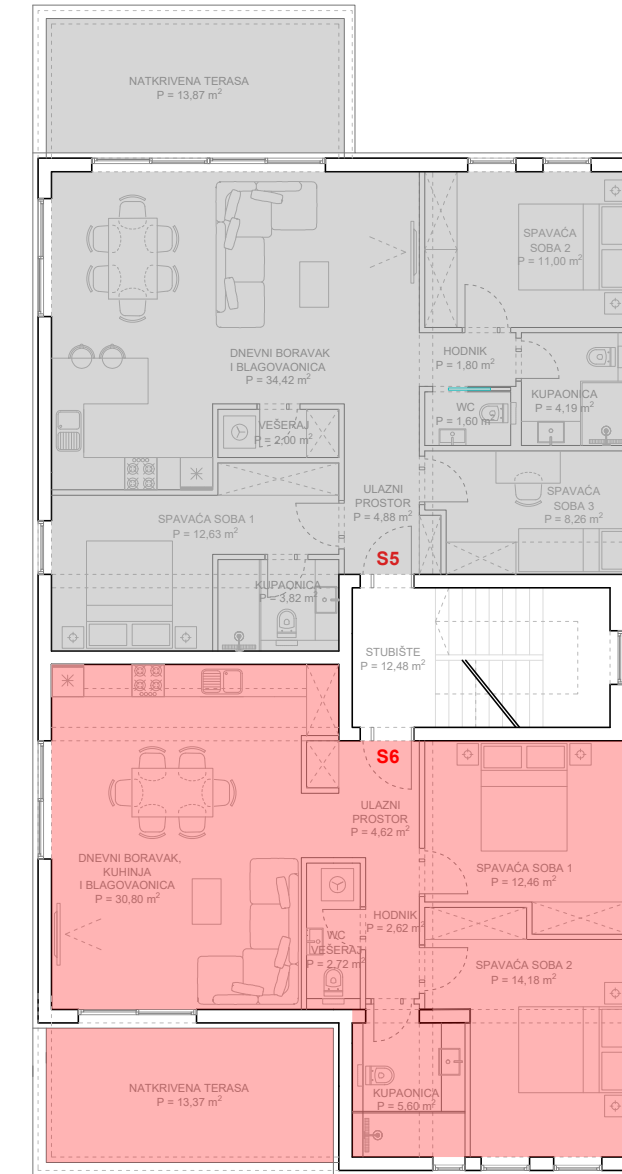 NATKRIVENA TERASA
P = 13,87 m²
SPAVAĆA
SOBA 2
P = 11,00 m²
DNEVNI BORAVAK
I BLAGOVAONICA
P = 34,42 m²
HODNIK
P = 1,80 m²
KUPAONICA
P = 4,19 m²
WC
P = 1,60 m²
VEŠERAJ
P = 2,00 m²
ULAZNI
PROSTOR
P = 4,88 m²
SPAVAĆA
SOBA 3
P = 8,26 m²
SPAVAĆA SOBA 1
P = 12,63 m²
KUPAONICA
P = 3,82 m²
S5
STUBIŠTE
P = 12,48 m²
S6
ULAZNI
PROSTOR
P = 4,62 m²
DNEVNI BORAVAK,
KUHINJA
I BLAGOVAONICA
P = 30,80 m²
SPAVAĆA SOBA 1
P = 12,46 m²
HODNIK
P = 2,62 m²
WC
VEŠERAJ
P = 2,72 m²
SPAVAĆA SOBA 2
P = 14,18 m²
NATKRIVENA TERASA
P = 13,37 m²
KUPAONICA
P = 5,60 m²